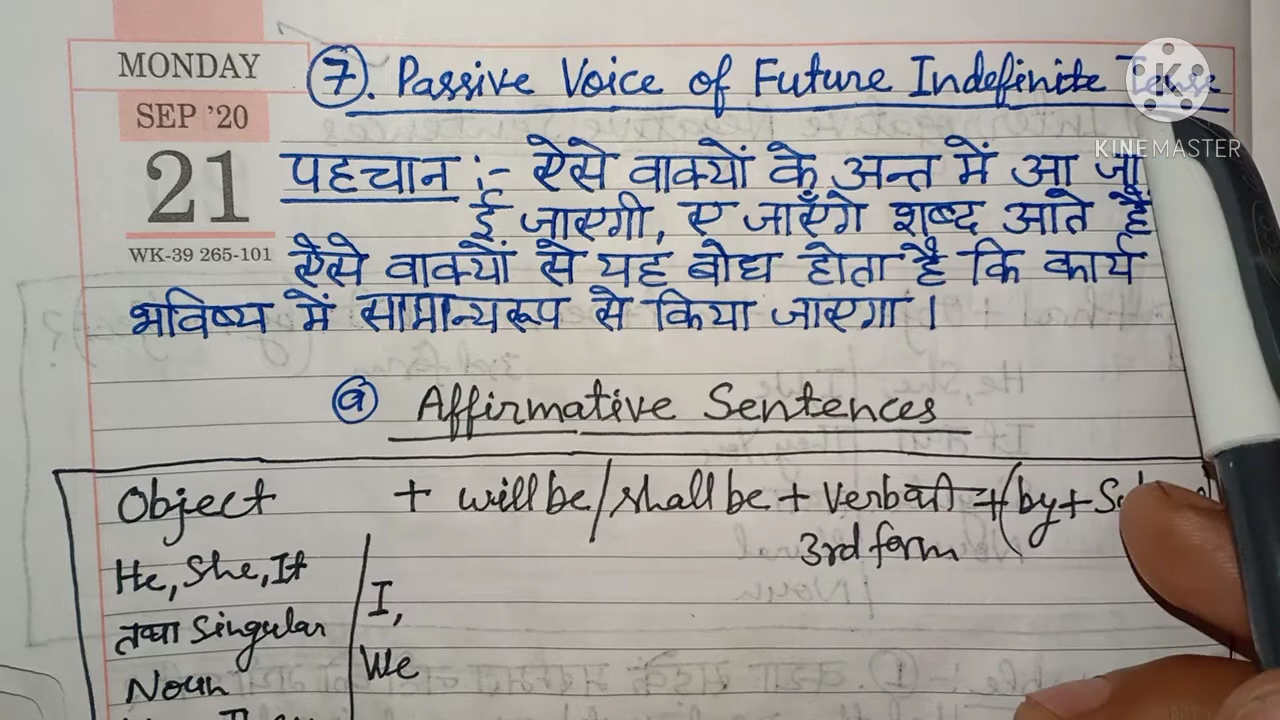 MONDAY
SEP '20
21
WK-39 265-101
7. Passive Voice of Future Indefinite Tense
KINEMASTER
पहचान :- ऐसे वाक्यों के अन्त में आ जा
ई जाएगी, ए जाएँगे शब्द आते हैं
ऐसे वाक्यों से यह बोध होता है कि कार्य
भविष्य में सामान्यरूप से किया जाएगा।
a Affirmative Sentences
Object + will be/shall be + verb की + (by +
3rd form
He, She, It
तथा Singular
Noun
I,
We